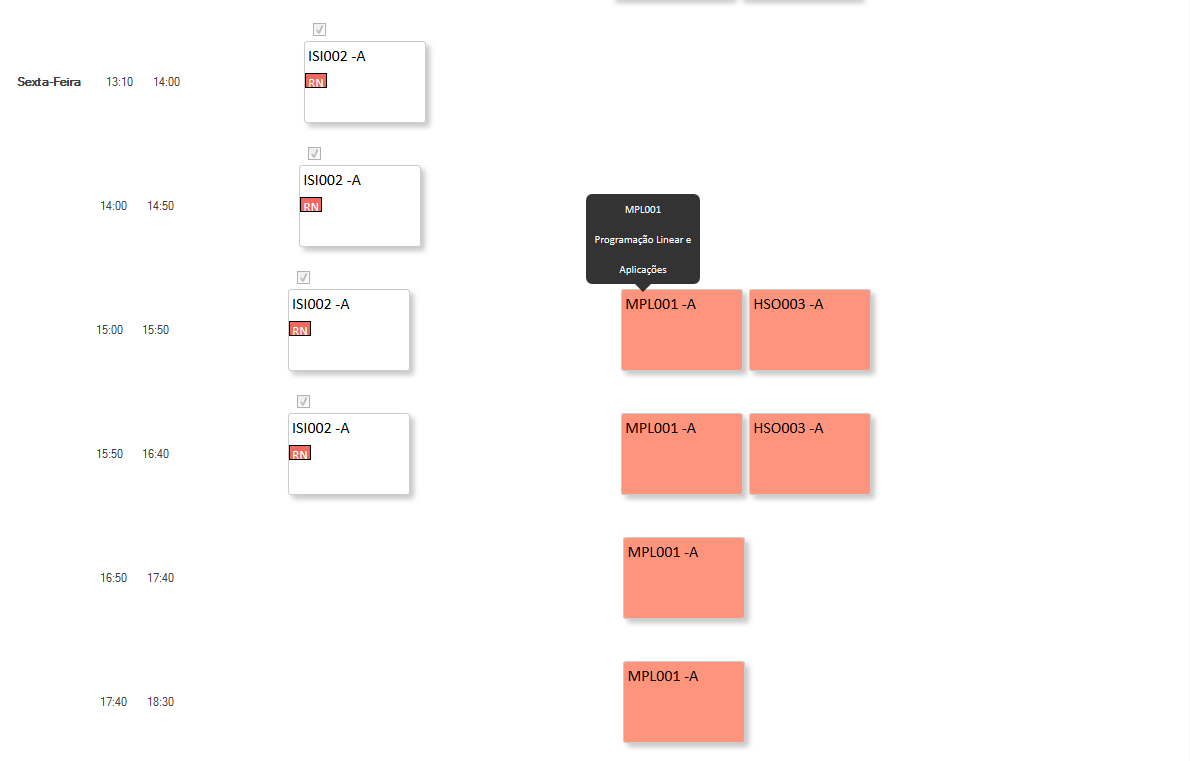 ISI002 -A
Sexta-Feira 13:10 14:00
RN
ISI002 -A
14:00 14:50
RN
MPL001
Programação Linear e
Aplicações
ISI002 -A MPL001 -A HSO003 -A
15:00 15:50
RN
ISI002 -A MPL001 -A HSO003 -A
15:50 16:40
RN
MPL001 -A
16:50 17:40
MPL001 -A
17:40 18:30